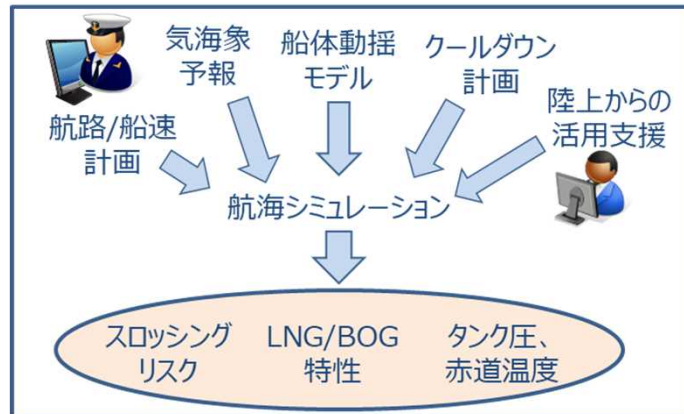 気海象
予報
船体動揺
モデル
クールダウン
計画
航路/船速
計画
陸上からの
活用支援
航海シミュレーション
スロッシング
リスク
LNG/BOG
特性
タンク圧、
赤道温度